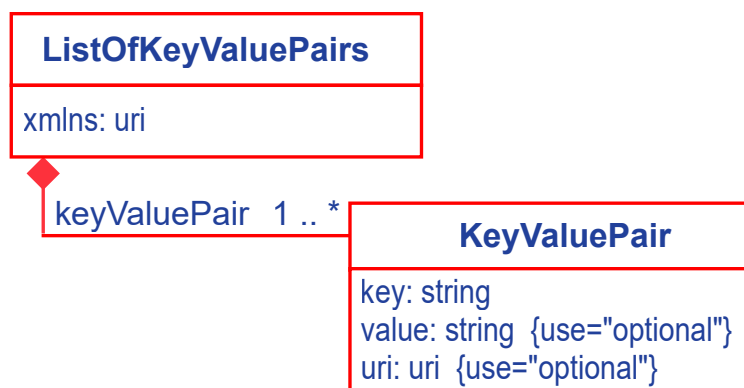 ListOfKeyValuePairs
xmlns: uri
keyValuePair 1 .. *
KeyValuePair
key: string
value: string {use="optional"}
uri: uri {use="optional"}